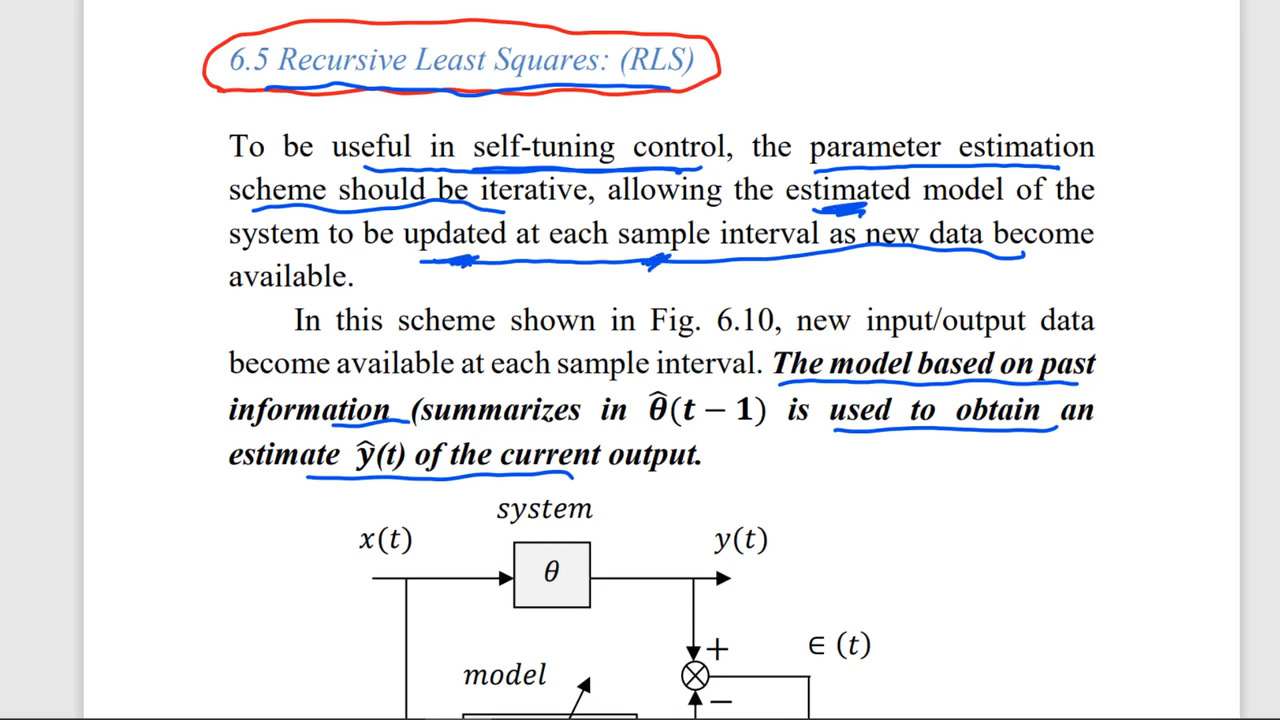 6.5 Recursive Least Squares: (RLS)
To be useful in self-tuning control, the parameter estimation
scheme should be iterative, allowing the estimated model of the
system to be updated at each sample interval as new data become
available.
In this scheme shown in Fig. 6.10, new input/output data
become available at each sample interval. The model based on past
information (summarizes in θ̂(t − 1) is used to obtain an
estimate ŷ(t) of the current output.
system
x(t)
y(t)
θ
+
∈ (t)
model
−